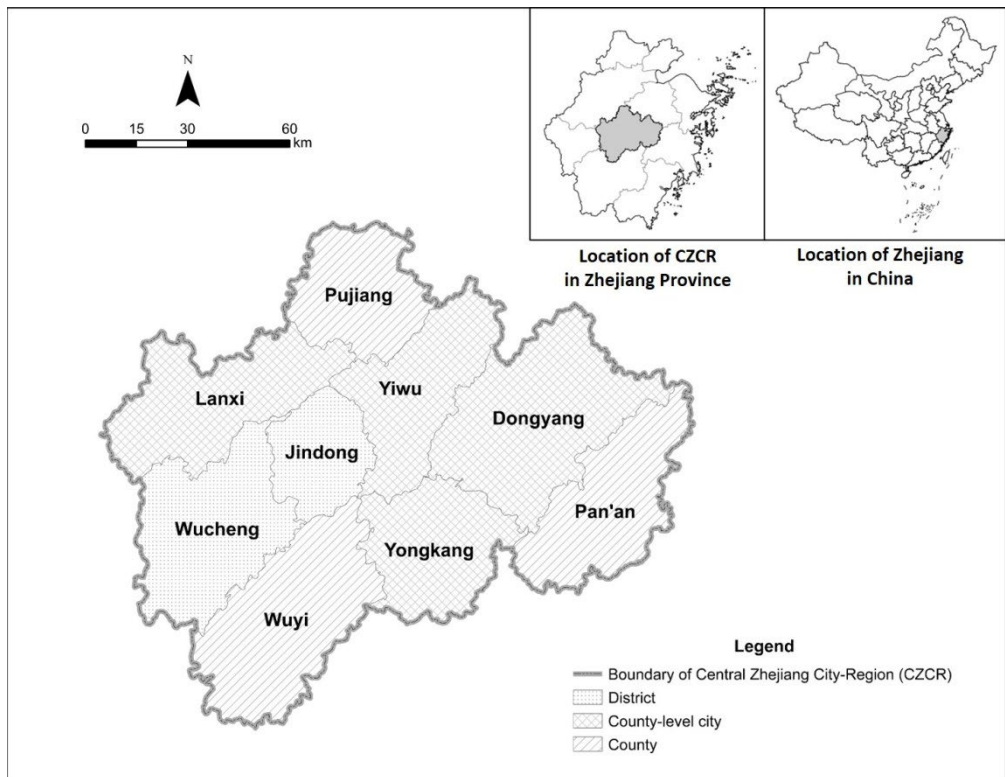 N
0 15 30 60
km
Location of CZCR
in Zhejiang Province
Location of Zhejiang
in China
Pujiang
Lanxi
Yiwu
Dongyang
Jindong
Wucheng
Pan'an
Yongkang
Wuyi
Legend
Boundary of Central Zhejiang City-Region (CZCR)
District
County-level city
County